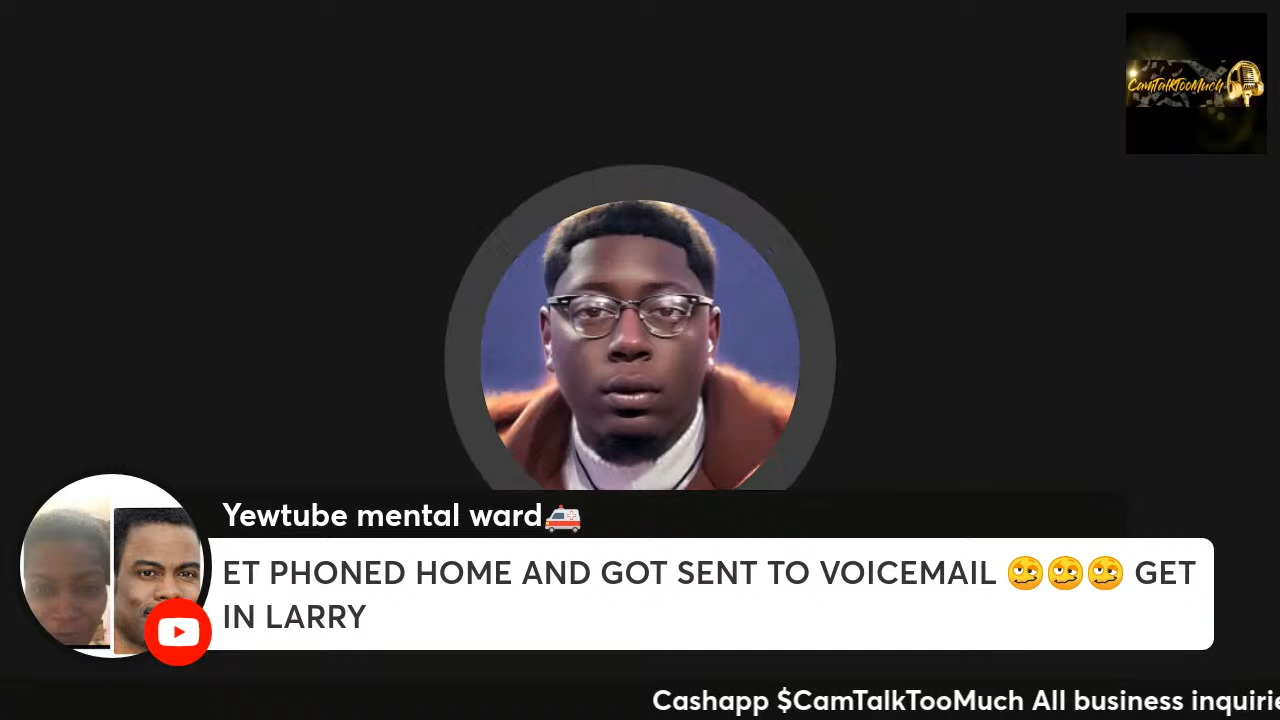 CamTalkTooMuch
Yewtube mental ward🚑
ET PHONED HOME AND GOT SENT TO VOICEMAIL 🥴🥴🥴 GET
IN LARRY
Cashapp $CamTalkTooMuch All business inquirie